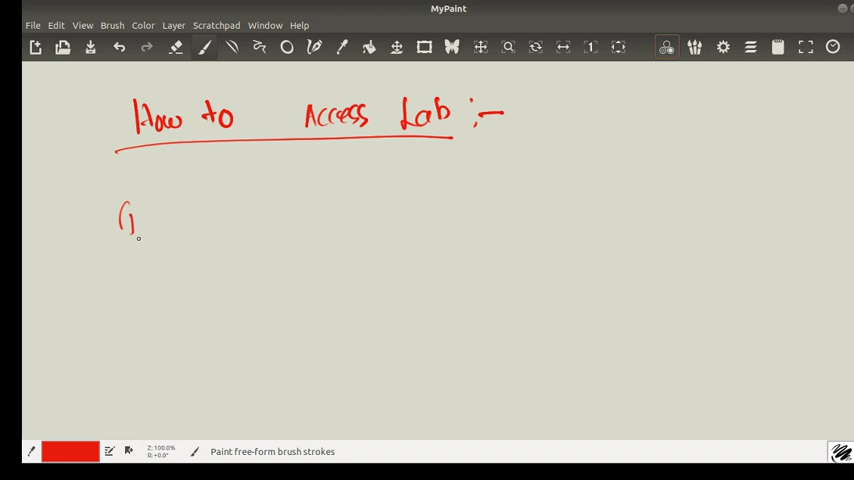 MyPaint
File Edit View Brush Color Layer Scratchpad Window Help
How to Access Lab :-
(1
Z: 100.0%
R: +0.0°
Paint free-form brush strokes